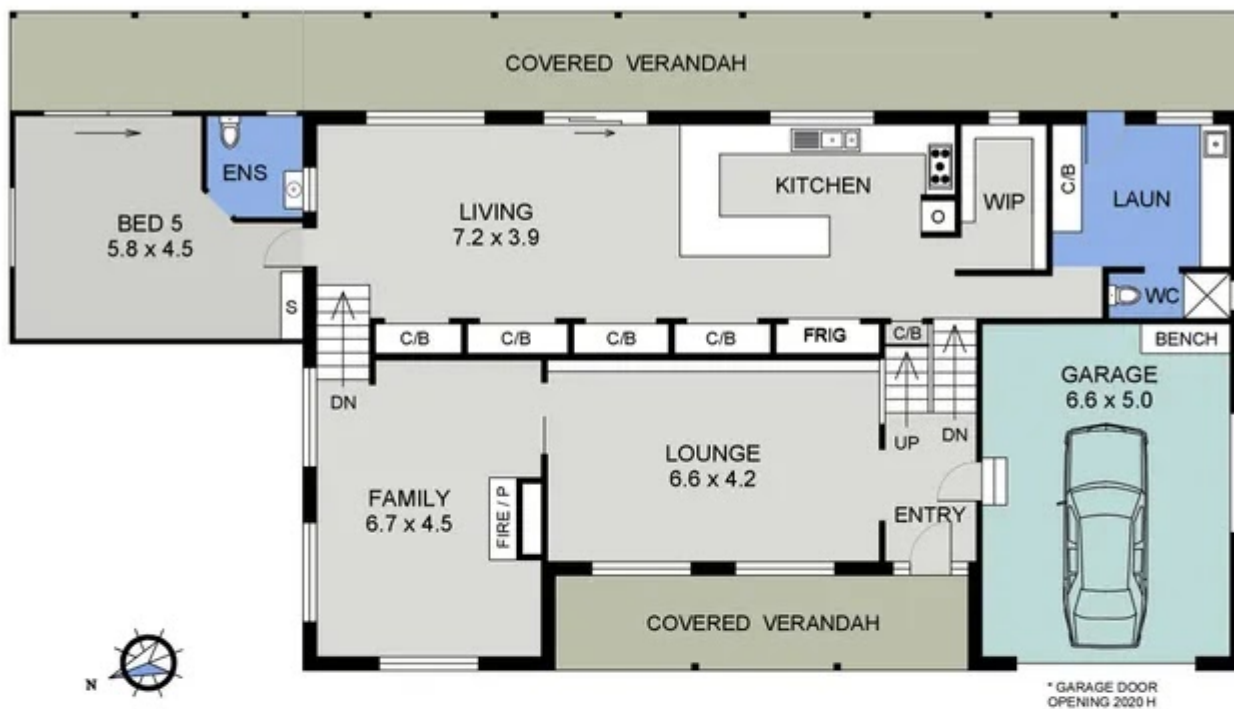 COVERED VERANDAH
ENS
BED 5
5.8 x 4.5
LIVING
7.2 x 3.9
KITCHEN
WIP
C/B
LAUN
S
WC
C/B
C/B
C/B
C/B
FRIG
C/B
BENCH
GARAGE
6.6 x 5.0
DN
UP
DN
LOUNGE
6.6 x 4.2
FAMILY
6.7 x 4.5
FIRE / P
ENTRY
COVERED VERANDAH
N
* GARAGE DOOR
OPENING 2020 H